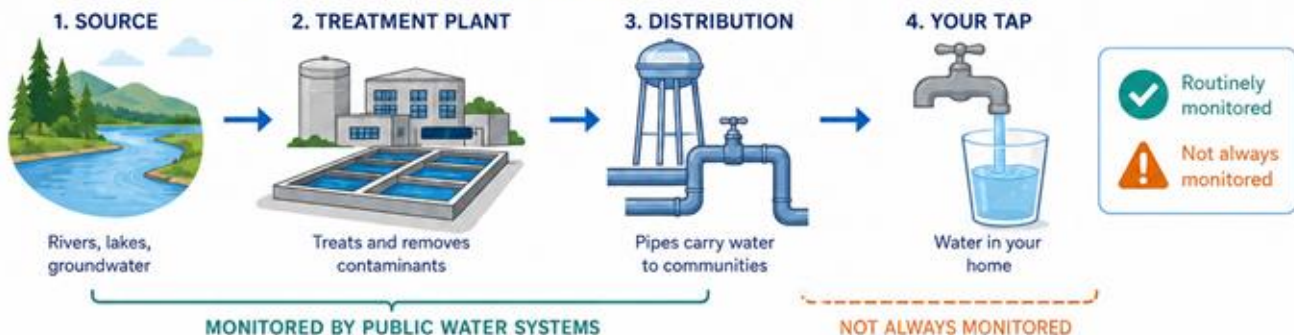 1. SOURCE
2. TREATMENT PLANT
3. DISTRIBUTION
4. YOUR TAP
Routinely
monitored
Not always
monitored
Rivers, lakes,
groundwater
Treats and removes
contaminants
Pipes carry water
to communities
Water in your
home
MONITORED BY PUBLIC WATER SYSTEMS
NOT ALWAYS MONITORED